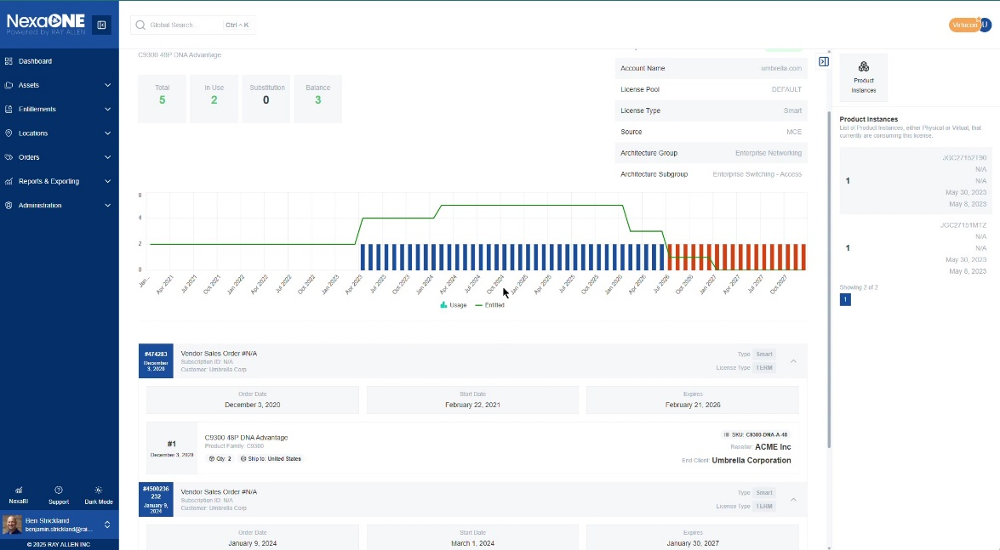 NexaONE
Powered by RAY ALLEN
Global Search...
Ctrl + K
Virtucon
U
Dashboard
Assets
Entitlements
Locations
Orders
Reports & Exporting
Administration
NexaBI
Support
Dark Mode
Ben Strickland
benjamin.strickland@rai...
© 2025 RAY ALLEN INC
C9300 48P DNA Advantage
Total
5
In Use
2
Substitution
0
Balance
3
Account Name
umbrella.com
License Pool
DEFAULT
License Type
Smart
Source
MCE
Architecture Group
Enterprise Networking
Architecture Subgroup
Enterprise Switching - Access
6
4
2
0
Jan...
Apr 2021
Jul 2021
Oct 2021
Jan 2022
Apr 2022
Jul 2022
Oct 2022
Jan 2023
Apr 2023
Jul 2023
Oct 2023
Jan 2024
Apr 2024
Jul 2024
Oct 2024
Jan 2025
Apr 2025
Jul 2025
Oct 2025
Jan 2026
Apr 2026
Jul 2026
Oct 2026
Jan 2027
Apr 2027
Jul 2027
Oct 2027
Usage
Entitled
#474283
December
3, 2020
Vendor Sales Order #N/A
Subscription ID: N/A
Customer: Umbrella Corp
Type Smart
License Type TERM
Order Date
December 3, 2020
Start Date
February 22, 2021
Expires
February 21, 2026
#1
December 3, 2020
C9300 48P DNA Advantage
Product Family: C9300
Qty: 2
Ship to: United States
SKU: C9300-DNA-A-48
Reseller: ACME Inc
End Client: Umbrella Corporation
#4500236
232
January 9,
2024
Vendor Sales Order #N/A
Subscription ID: N/A
Customer: Umbrella Corp
Type Smart
License Type TERM
Order Date
January 9, 2024
Start Date
March 1, 2024
Expires
January 30, 2027
Product
Instances
Product Instances
List of Product Instances, either Physical or Virtual, that
currently are consuming this license.
1
JGC27152T90
N/A
N/A
May 30, 2023
May 8, 2023
1
JGC27151MTZ
N/A
N/A
May 30, 2023
May 8, 2023
Showing 2 of 2
1